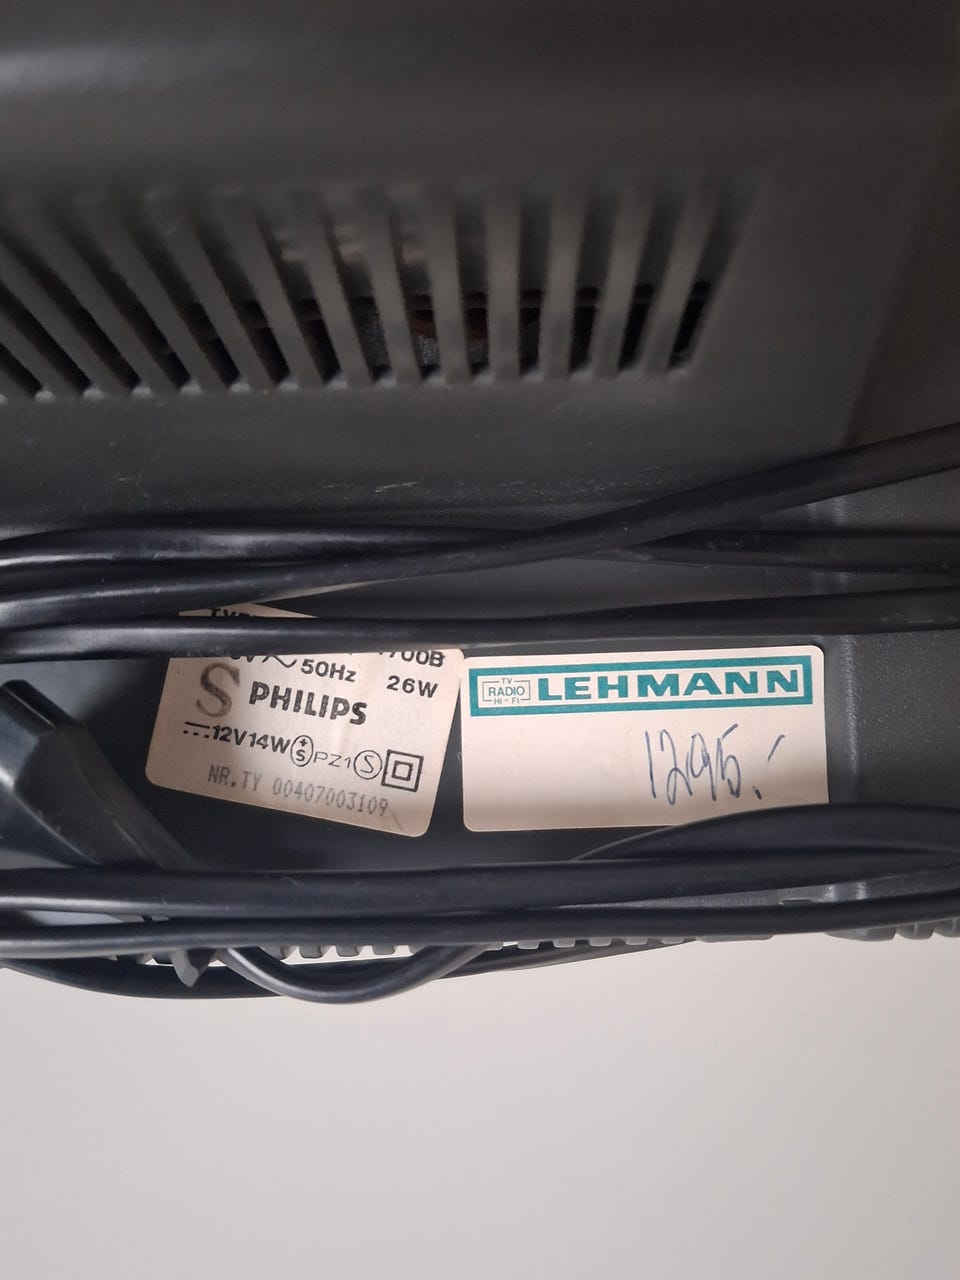 700B
50Hz 26W
S PHILIPS
12V14W +S PZ1 S
NR.TY 00407003109
TV
RADIO
HI-FI
LEHMANN
1295.-